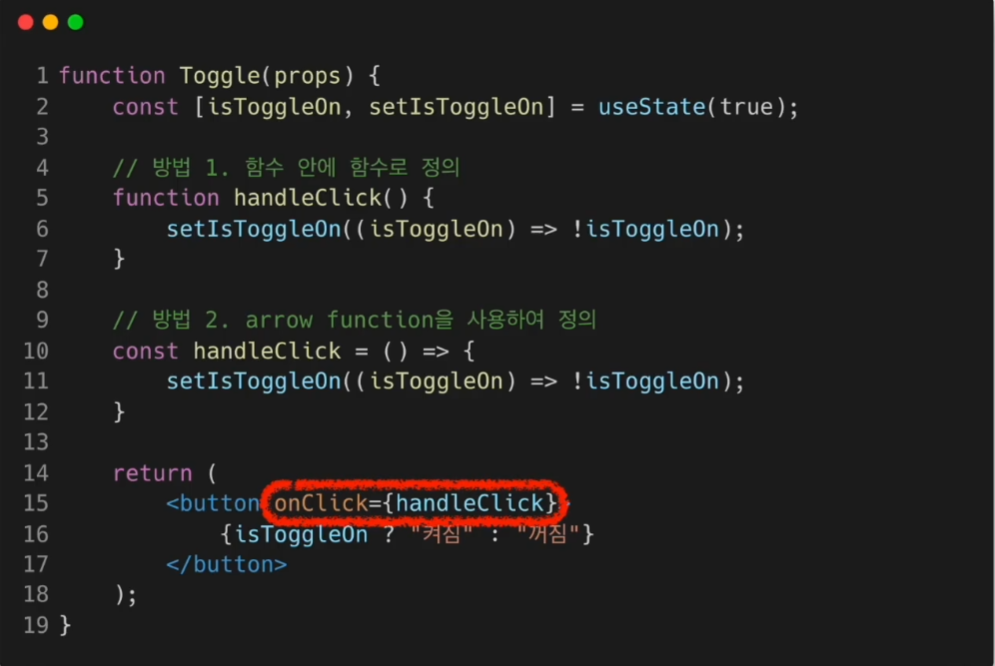 1 function Toggle(props) {
2     const [isToggleOn, setIsToggleOn] = useState(true);
3
4     // 방법 1. 함수 안에 함수로 정의
5     function handleClick() {
6         setIsToggleOn((isToggleOn) => !isToggleOn);
7     }
8
9     // 방법 2. arrow function을 사용하여 정의
10     const handleClick = () => {
11         setIsToggleOn((isToggleOn) => !isToggleOn);
12     }
13
14     return (
15         <button onClick={handleClick}>
16             {isToggleOn ? "켜짐" : "꺼짐"}
17         </button>
18     );
19 }